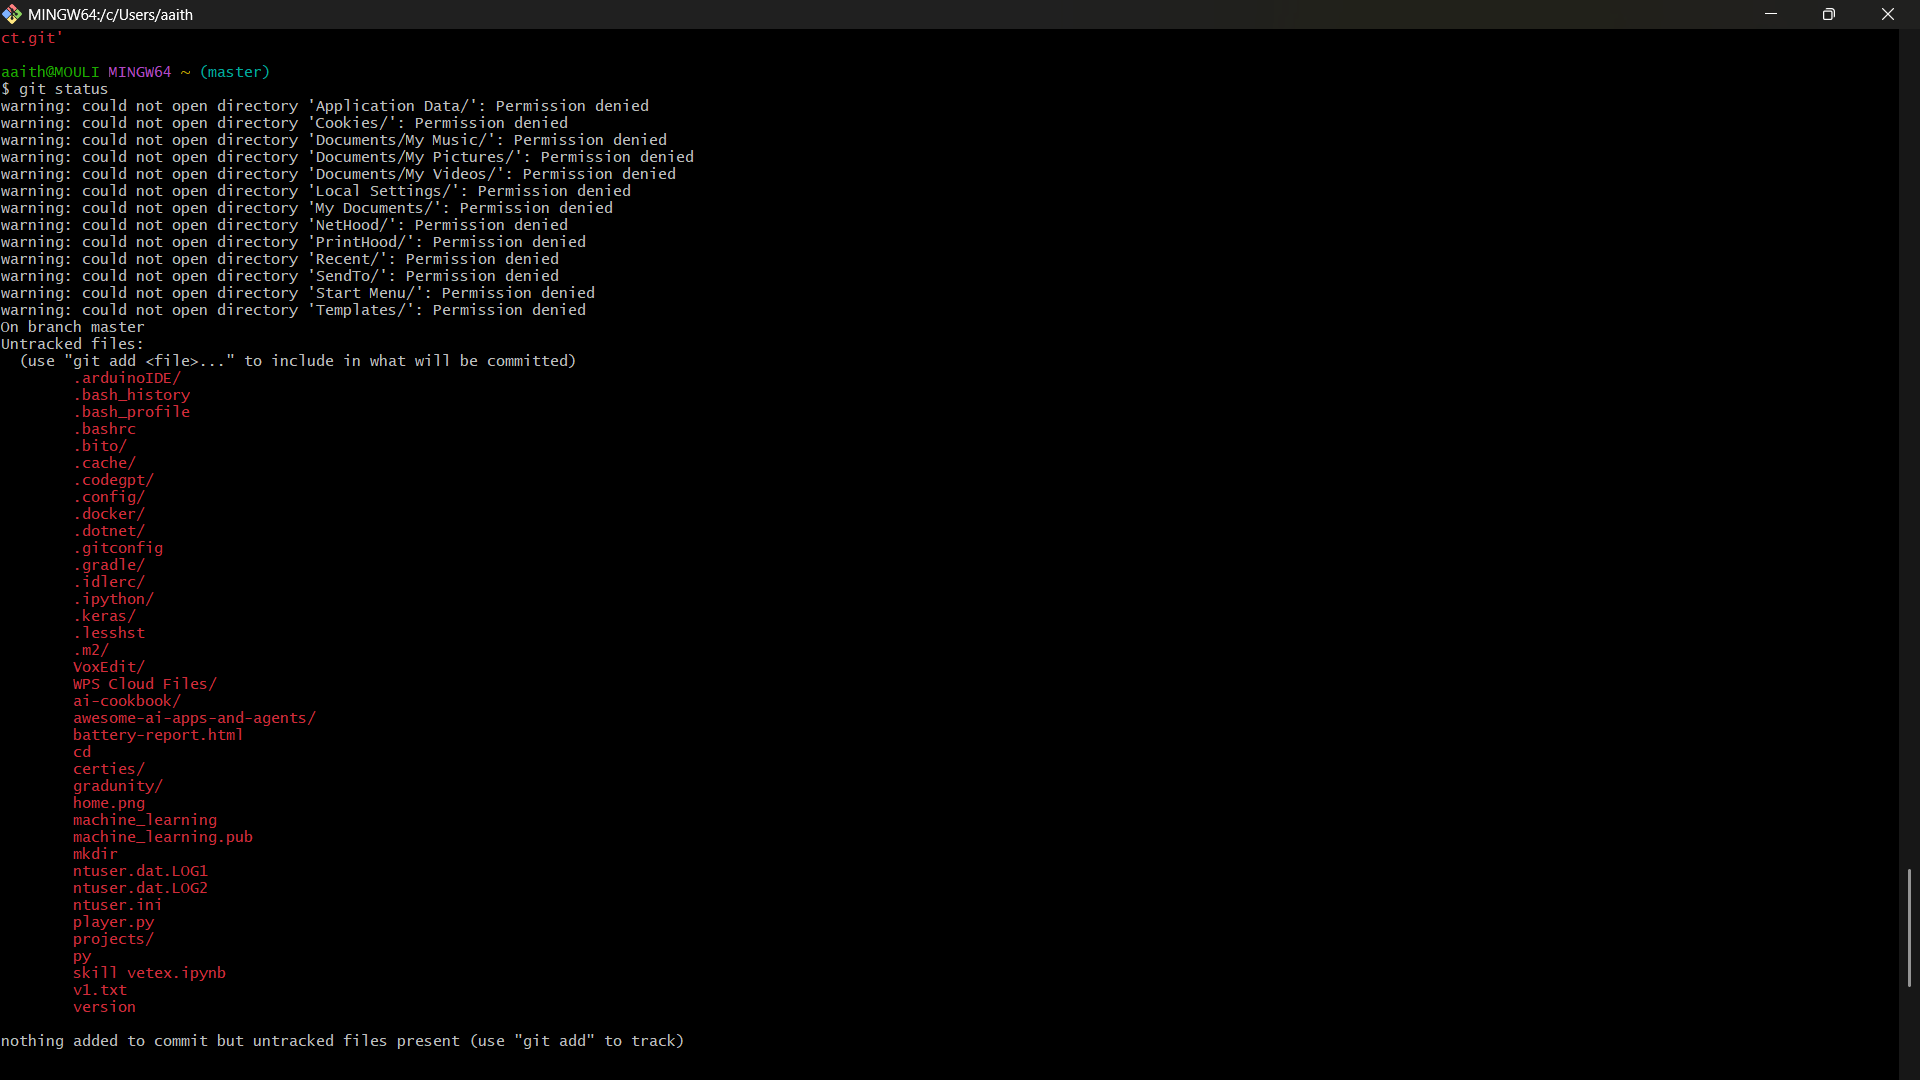 MINGW64:/c/Users/aaith
ct.git'
aaith@MOULI MINGW64 ~ (master)
$ git status
warning: could not open directory 'Application Data/': Permission denied
warning: could not open directory 'Cookies/': Permission denied
warning: could not open directory 'Documents/My Music/': Permission denied
warning: could not open directory 'Documents/My Pictures/': Permission denied
warning: could not open directory 'Documents/My Videos/': Permission denied
warning: could not open directory 'Local Settings/': Permission denied
warning: could not open directory 'My Documents/': Permission denied
warning: could not open directory 'NetHood/': Permission denied
warning: could not open directory 'PrintHood/': Permission denied
warning: could not open directory 'Recent/': Permission denied
warning: could not open directory 'SendTo/': Permission denied
warning: could not open directory 'Start Menu/': Permission denied
warning: could not open directory 'Templates/': Permission denied
On branch master
Untracked files:
  (use "git add <file>..." to include in what will be committed)
        .arduinoIDE/
        .bash_history
        .bash_profile
        .bashrc
        .bito/
        .cache/
        .codegpt/
        .config/
        .docker/
        .dotnet/
        .gitconfig
        .gradle/
        .idlerc/
        .ipython/
        .keras/
        .lesshst
        .m2/
        VoxEdit/
        WPS Cloud Files/
        ai-cookbook/
        awesome-ai-apps-and-agents/
        battery-report.html
        cd
        certies/
        gradunity/
        home.png
        machine_learning
        machine_learning.pub
        mkdir
        ntuser.dat.LOG1
        ntuser.dat.LOG2
        ntuser.ini
        player.py
        projects/
        py
        skill vetex.ipynb
        v1.txt
        version
nothing added to commit but untracked files present (use "git add" to track)